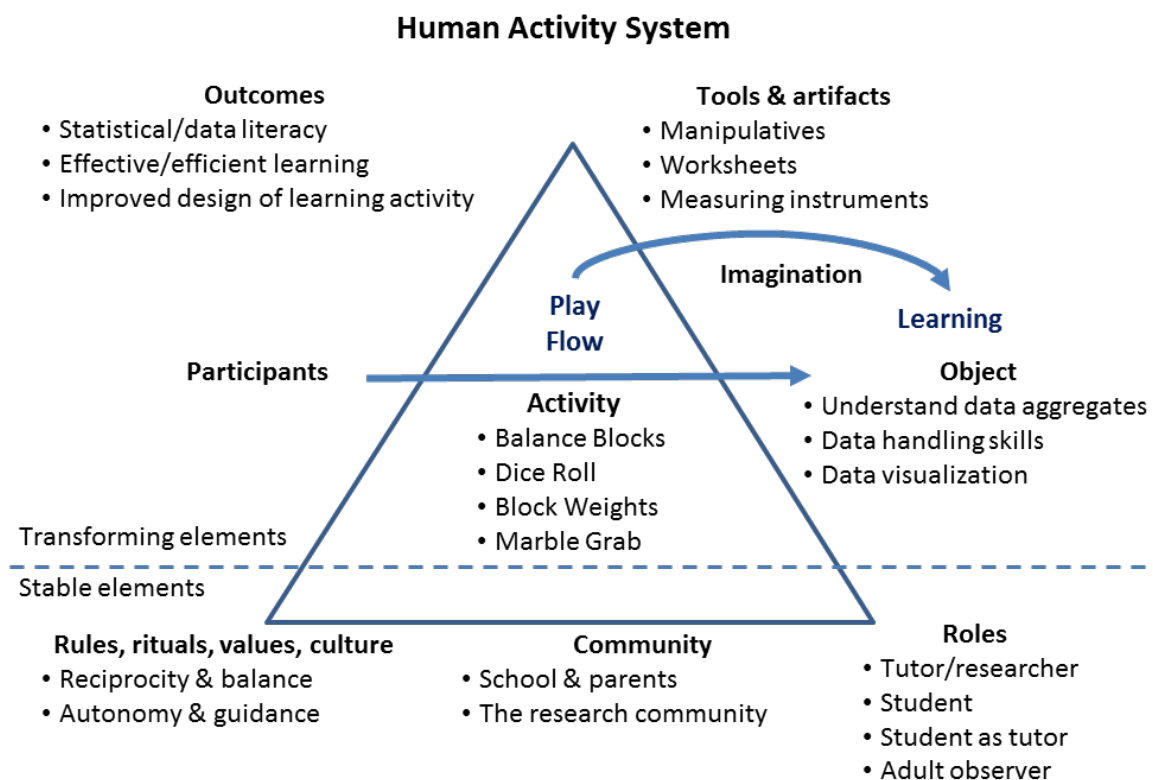 Human Activity System
Outcomes
• Statistical/data literacy
• Effective/efficient learning
• Improved design of learning activity
Tools & artifacts
• Manipulatives
• Worksheets
• Measuring instruments
Imagination
Play
Flow
Learning
Participants
Activity
• Balance Blocks
• Dice Roll
• Block Weights
• Marble Grab
Object
• Understand data aggregates
• Data handling skills
• Data visualization
Transforming elements
Stable elements
Rules, rituals, values, culture
• Reciprocity & balance
• Autonomy & guidance
Community
• School & parents
• The research community
Roles
• Tutor/researcher
• Student
• Student as tutor
• Adult observer